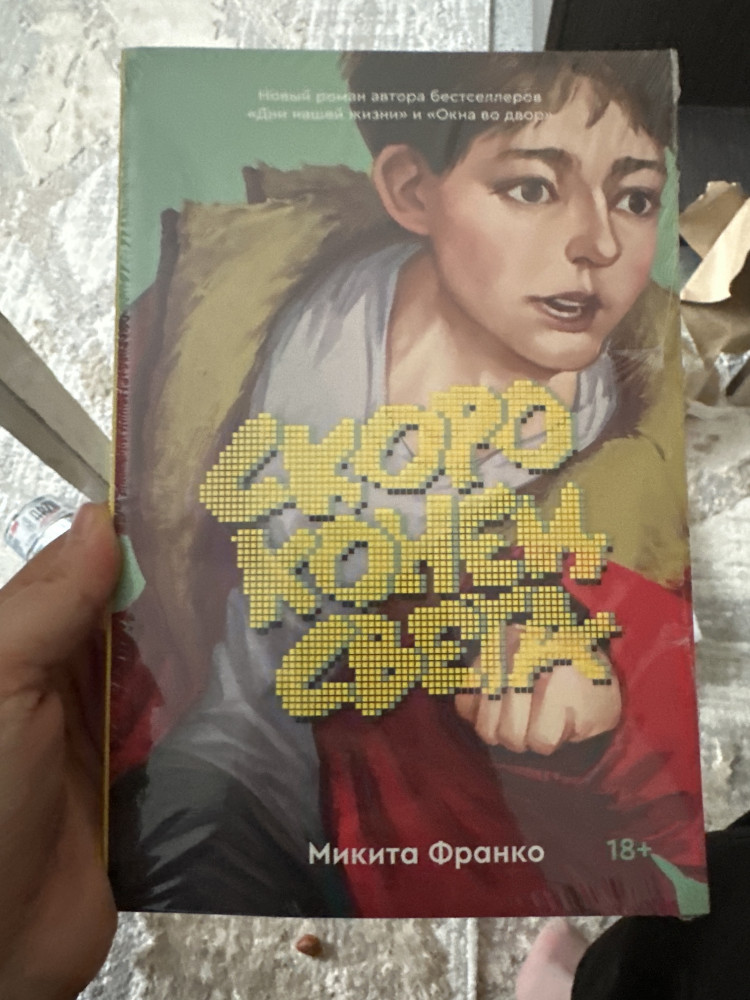 Новый роман автора бестселлеров
«Дни нашей жизни» и «Окна во двор»
СКОРО
КОНЕЦ
СВЕТА
Микита Франко
18+